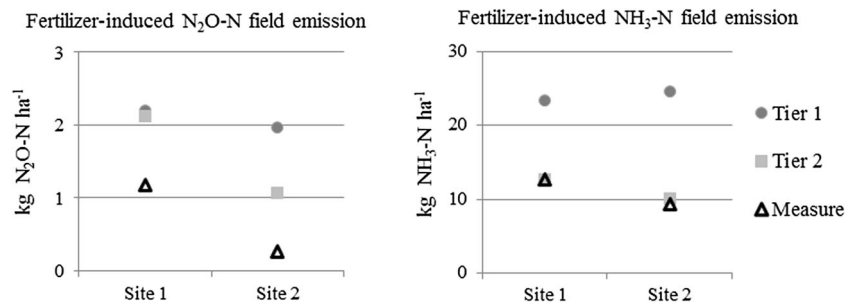 Fertilizer-induced N₂O-N field emission
kg N₂O-N ha⁻¹
3
2
1
0
Site 1 Site 2
Fertilizer-induced NH₃-N field emission
kg NH₃-N ha⁻¹
30
20
10
0
Site 1 Site 2
Tier 1
Tier 2
Measure